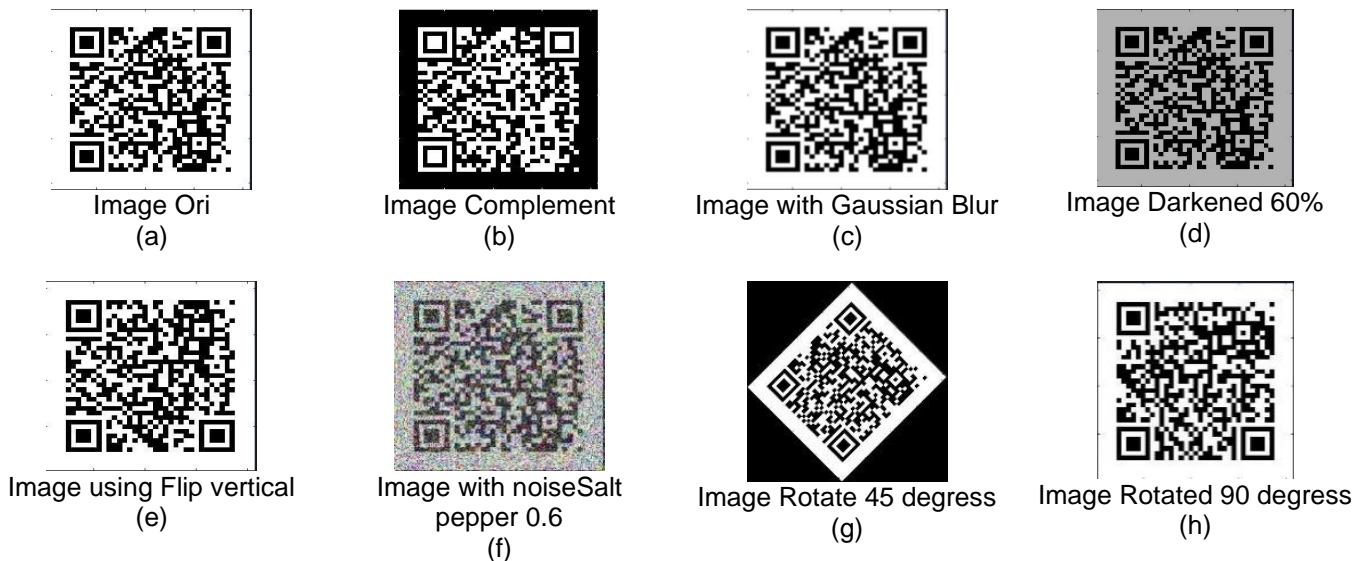 Image Ori
(a)
Image Complement
(b)
Image with Gaussian Blur
(c)
Image Darkened 60%
(d)
Image using Flip vertical
(e)
Image with noiseSalt
pepper 0.6
(f)
Image Rotate 45 degress
(g)
Image Rotated 90 degress
(h)